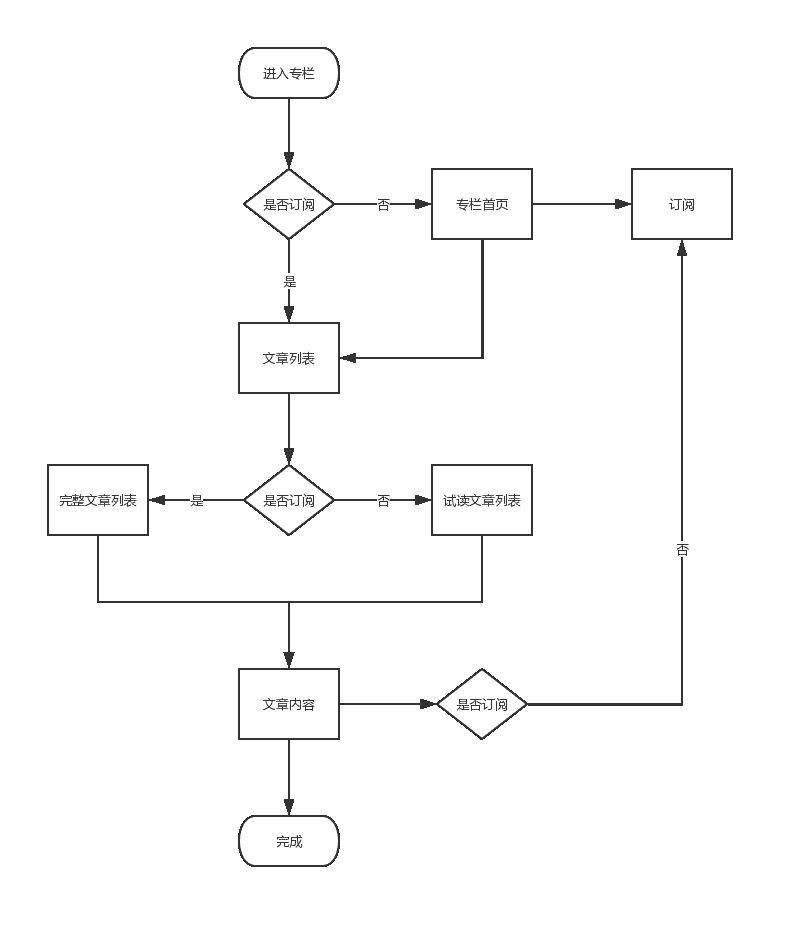 进入专栏
是否订阅
否
专栏首页
订阅
是
文章列表
完整文章列表
是
是否订阅
否
试读文章列表
否
文章内容
是否订阅
完成